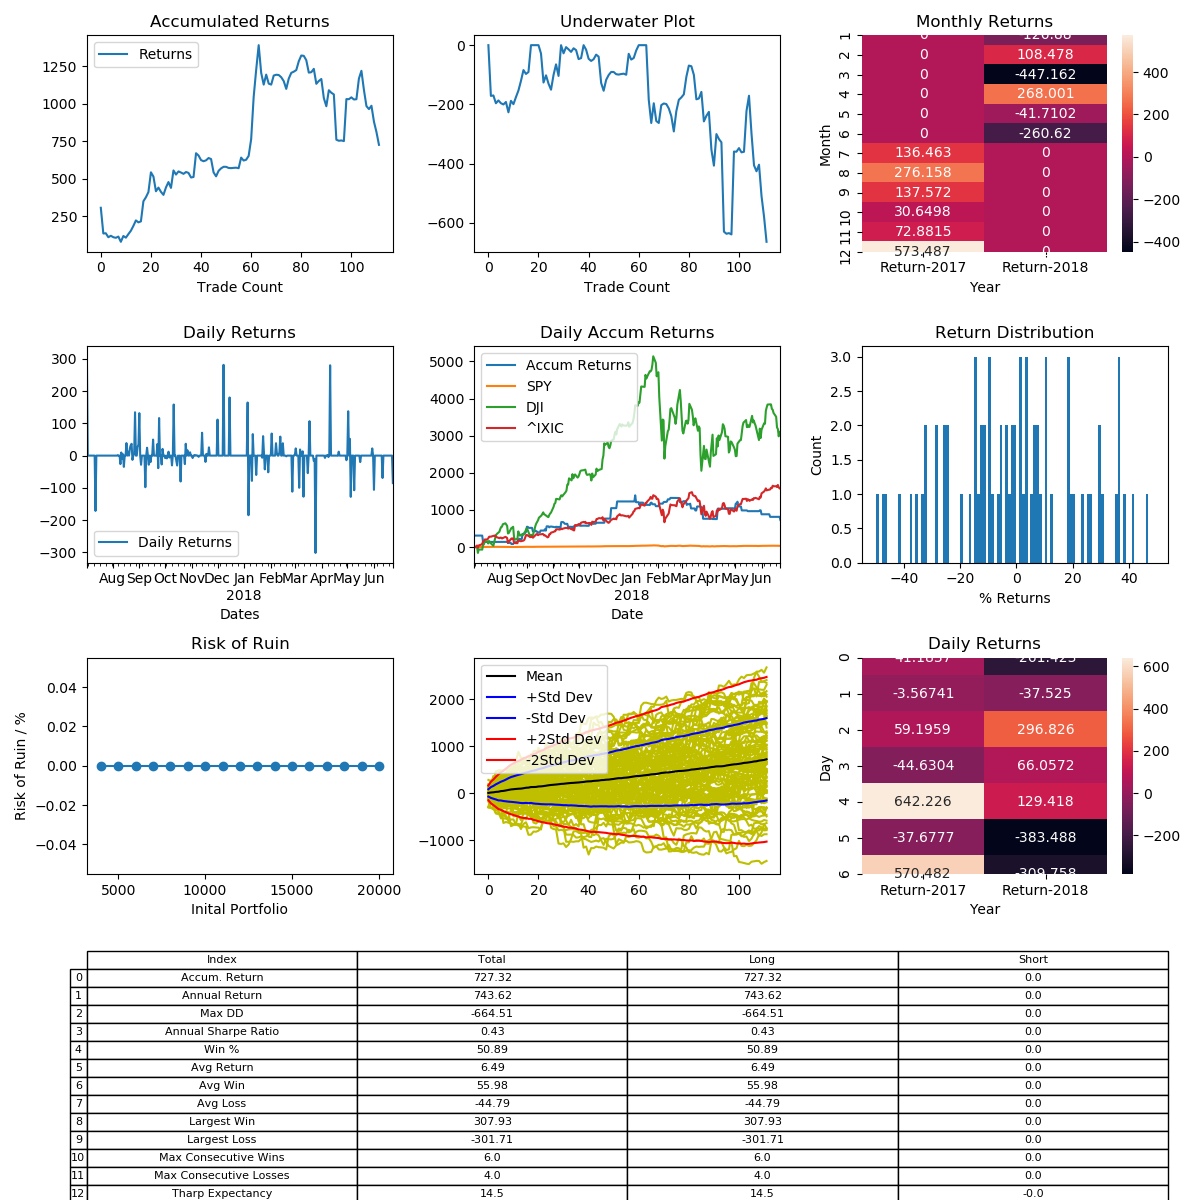 Accumulated Returns
Returns
1250
1000
750
500
250
0 20 40 60 80 100
Trade Count
Underwater Plot
0
−200
−400
−600
0 20 40 60 80 100
Trade Count
Monthly Returns
Month
1 0
2 0 108.478
3 0 -447.162
4 0 268.001
5 0 -41.7102
6 0 -260.62
7 136.463 0
8 276.158 0
9 137.572 0
10 30.6498 0
11 72.8815 0
12 573.487 0
Return-2017 Return-2018
Year
400
200
0
−200
−400
Daily Returns
300
200
100
0
−100
−200
−300
Daily Returns
Aug Sep Oct Nov Dec Jan Feb Mar Apr May Jun
2018
Dates
Daily Accum Returns
Accum Returns
SPY
DJI
^IXIC
5000
4000
3000
2000
1000
0
Aug Sep Oct Nov Dec Jan Feb Mar Apr May Jun
2018
Date
Return Distribution
Count
3.0
2.5
2.0
1.5
1.0
0.5
0.0
−40 −20 0 20 40
% Returns
Risk of Ruin
Risk of Ruin / %
0.04
0.02
0.00
−0.02
−0.04
5000 10000 15000 20000
Inital Portfolio
Mean
+Std Dev
-Std Dev
+2Std Dev
-2Std Dev
2000
1000
0
−1000
0 20 40 60 80 100
Daily Returns
Day
0
1 -3.56741 -37.525
2 59.1959 296.826
3 -44.6304 66.0572
4 642.226 129.418
5 -37.6777 -383.488
6 570.482 -309.758
Return-2017 Return-2018
Year
600
400
200
0
−200
Index Total Long Short
0 Accum. Return 727.32 727.32 0.0
1 Annual Return 743.62 743.62 0.0
2 Max DD -664.51 -664.51 0.0
3 Annual Sharpe Ratio 0.43 0.43 0.0
4 Win % 50.89 50.89 0.0
5 Avg Return 6.49 6.49 0.0
6 Avg Win 55.98 55.98 0.0
7 Avg Loss -44.79 -44.79 0.0
8 Largest Win 307.93 307.93 0.0
9 Largest Loss -301.71 -301.71 0.0
10 Max Consecutive Wins 6.0 6.0 0.0
11 Max Consecutive Losses 4.0 4.0 0.0
12 Tharp Expectancy 14.5 14.5 -0.0